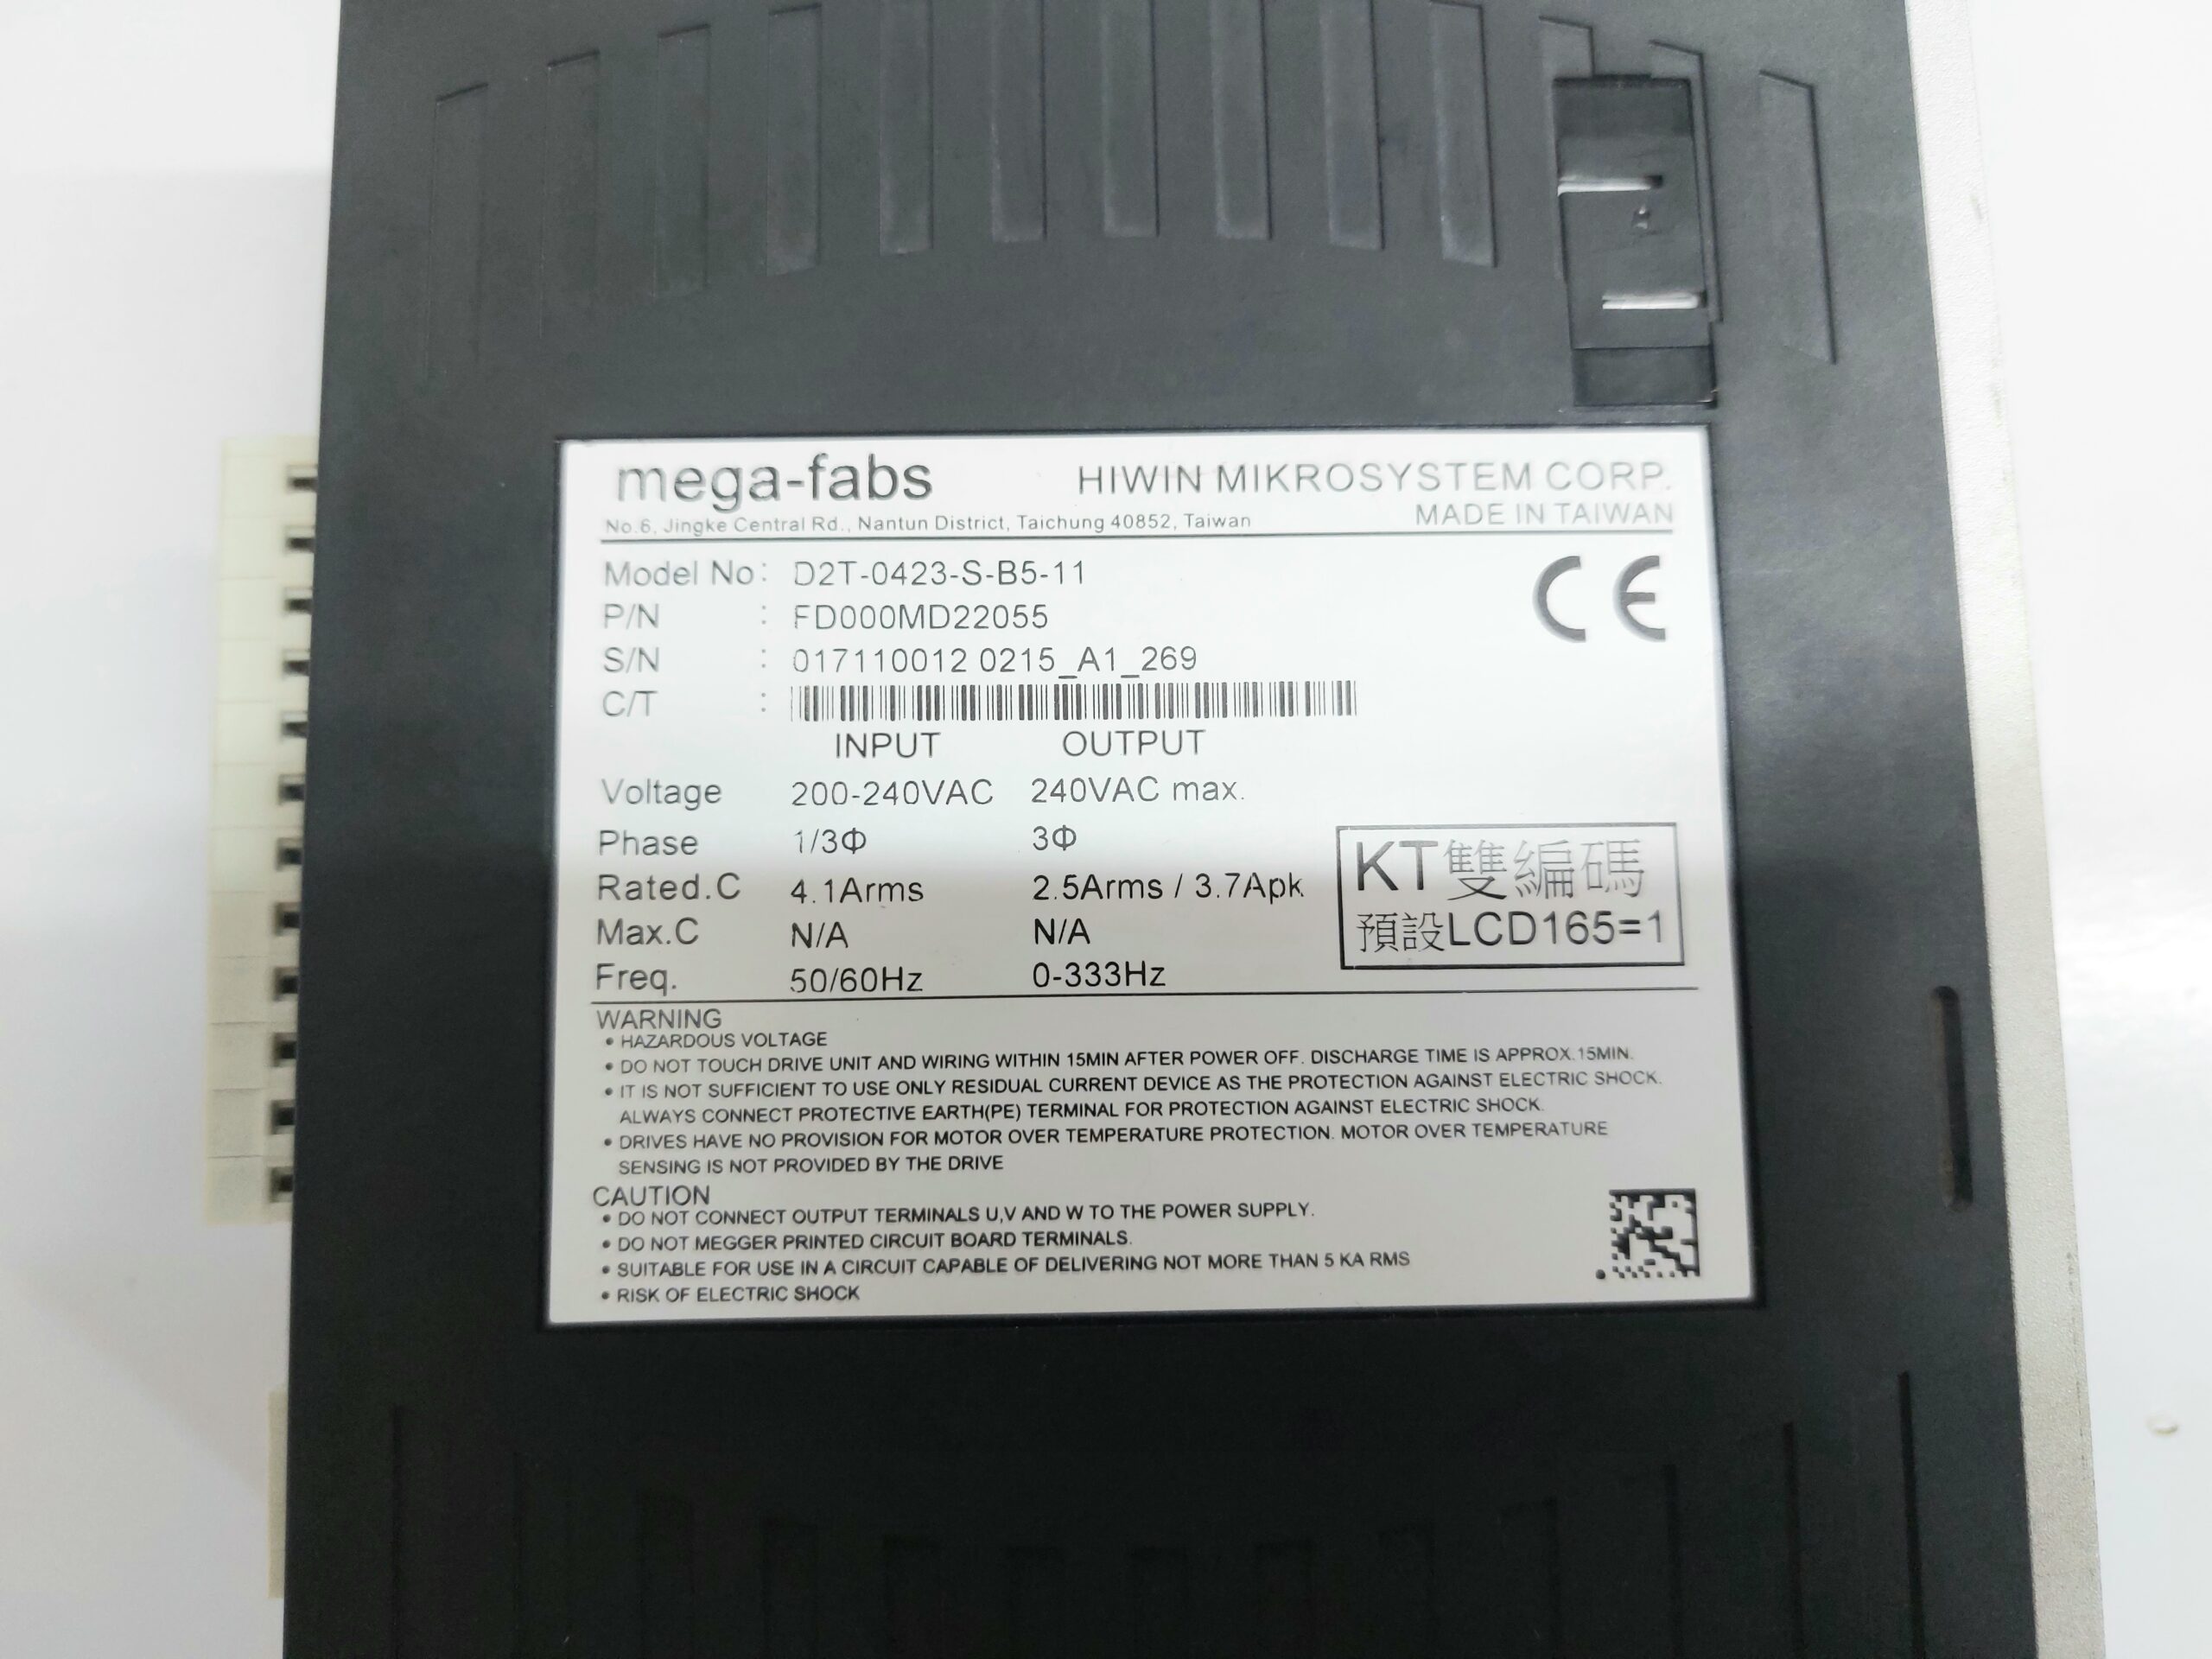 mega-fabs HIWIN MIKROSYSTEM CORP.
No.6, Jingke Central Rd., Nantun District, Taichung 40852, Taiwan MADE IN TAIWAN
Model No : D2T-0423-S-B5-11
P/N : FD000MD22055
S/N : 017110012 0215_A1_269
C/T :
CE
INPUT OUTPUT
Voltage 200-240VAC 240VAC max.
Phase 1/3Φ 3Φ
Rated.C 4.1Arms 2.5Arms / 3.7Apk
Max.C N/A N/A
Freq. 50/60Hz 0-333Hz
KT雙編碼
預設LCD165=1
WARNING
• HAZARDOUS VOLTAGE
• DO NOT TOUCH DRIVE UNIT AND WIRING WITHIN 15MIN AFTER POWER OFF. DISCHARGE TIME IS APPROX.15MIN.
• IT IS NOT SUFFICIENT TO USE ONLY RESIDUAL CURRENT DEVICE AS THE PROTECTION AGAINST ELECTRIC SHOCK.
ALWAYS CONNECT PROTECTIVE EARTH(PE) TERMINAL FOR PROTECTION AGAINST ELECTRIC SHOCK.
• DRIVES HAVE NO PROVISION FOR MOTOR OVER TEMPERATURE PROTECTION. MOTOR OVER TEMPERATURE
SENSING IS NOT PROVIDED BY THE DRIVE
CAUTION
• DO NOT CONNECT OUTPUT TERMINALS U,V AND W TO THE POWER SUPPLY.
• DO NOT MEGGER PRINTED CIRCUIT BOARD TERMINALS.
• SUITABLE FOR USE IN A CIRCUIT CAPABLE OF DELIVERING NOT MORE THAN 5 KA RMS
• RISK OF ELECTRIC SHOCK